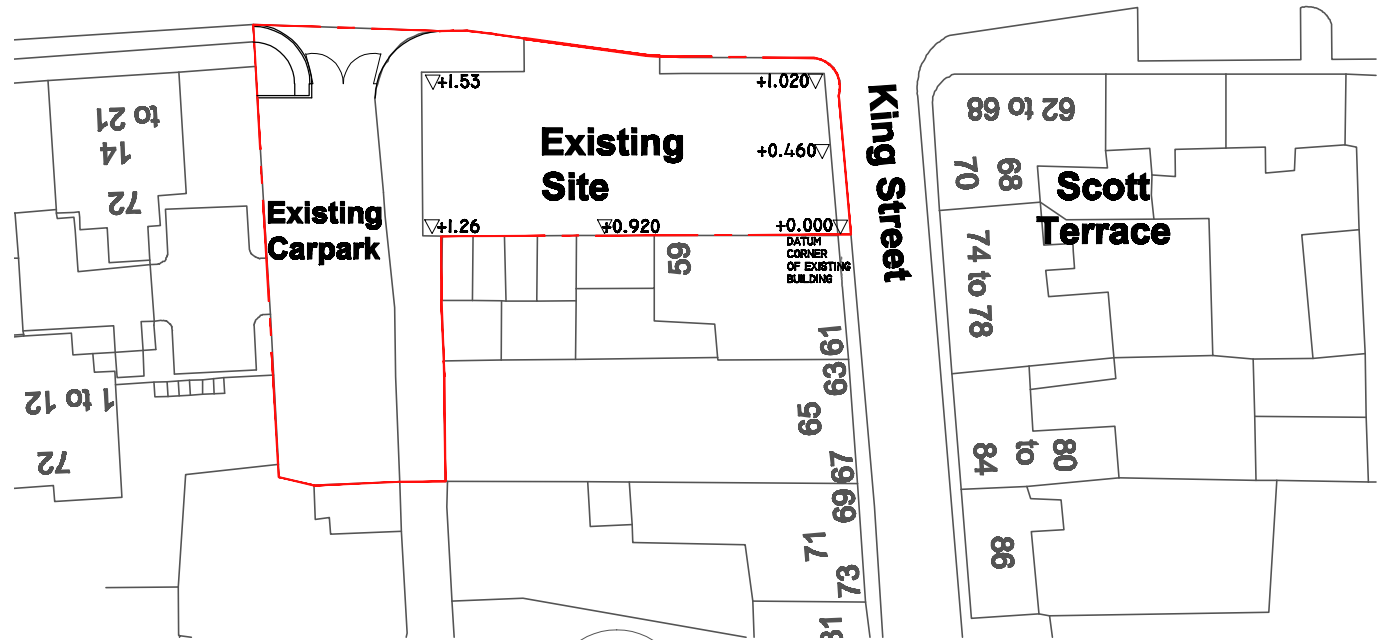 +1.53
+1.020
Existing
Site
+0.460
+1.26
+0.920
+0.000
DATUM
CORNER
OF EXISTING
BUILDING
Existing
Carpark
King Street
Scott
Terrace
14
to 21
72
1 to 12
72
59
61
63
65
67
69
71
73
62 to 68
68
70
74 to 78
80
to
84
86